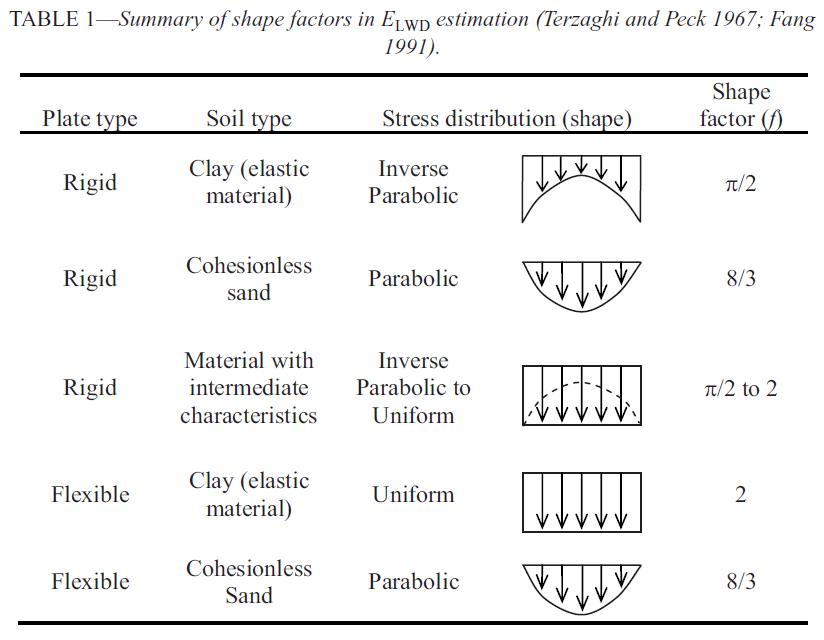 TABLE 1—Summary of shape factors in E_LWD estimation (Terzaghi and Peck 1967; Fang
1991).
Plate type Soil type Stress distribution (shape) Shape
factor (f)
Rigid Clay (elastic
material) Inverse
Parabolic π/2
Rigid Cohesionless
sand Parabolic 8/3
Rigid Material with
intermediate
characteristics Inverse
Parabolic to
Uniform π/2 to 2
Flexible Clay (elastic
material) Uniform 2
Flexible Cohesionless
Sand Parabolic 8/3